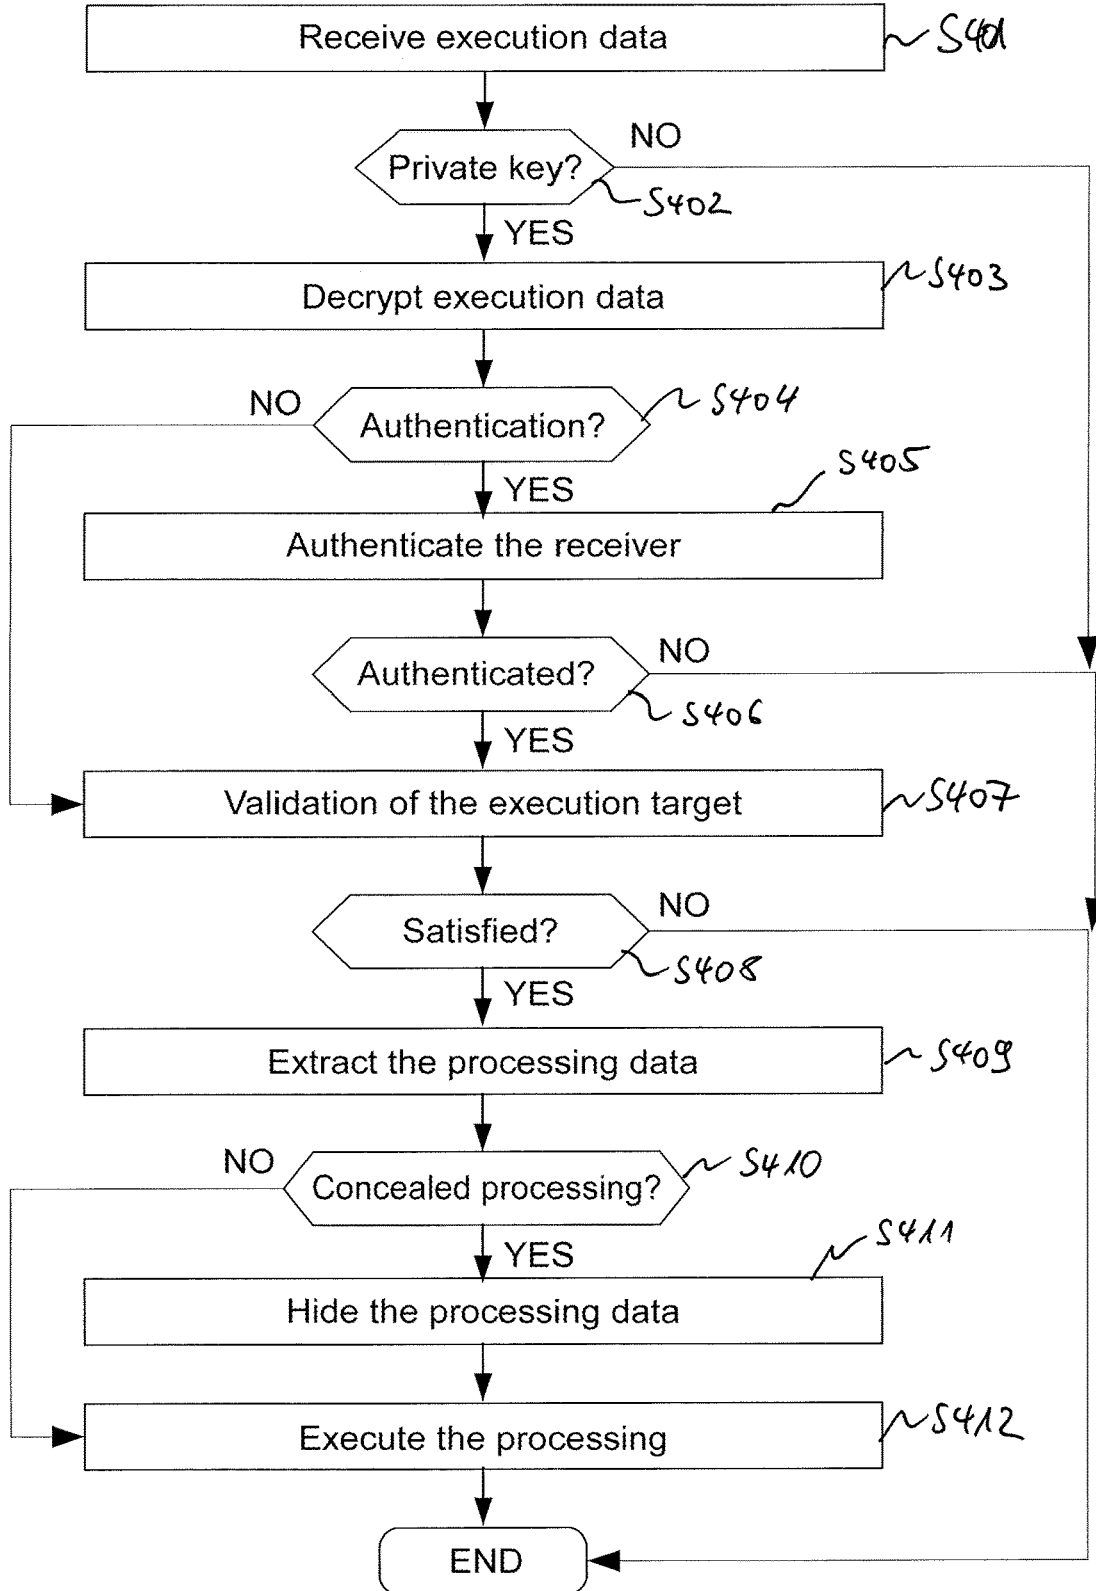 Receive execution data S401
NO
Private key?
S402
YES
S403
Decrypt execution data
NO
Authentication? S404
S405
YES
Authenticate the receiver
NO
Authenticated?
S406
YES
Validation of the execution target S407
NO
Satisfied?
S408
YES
Extract the processing data S409
NO
S410
Concealed processing?
S411
YES
Hide the processing data
Execute the processing S412
END